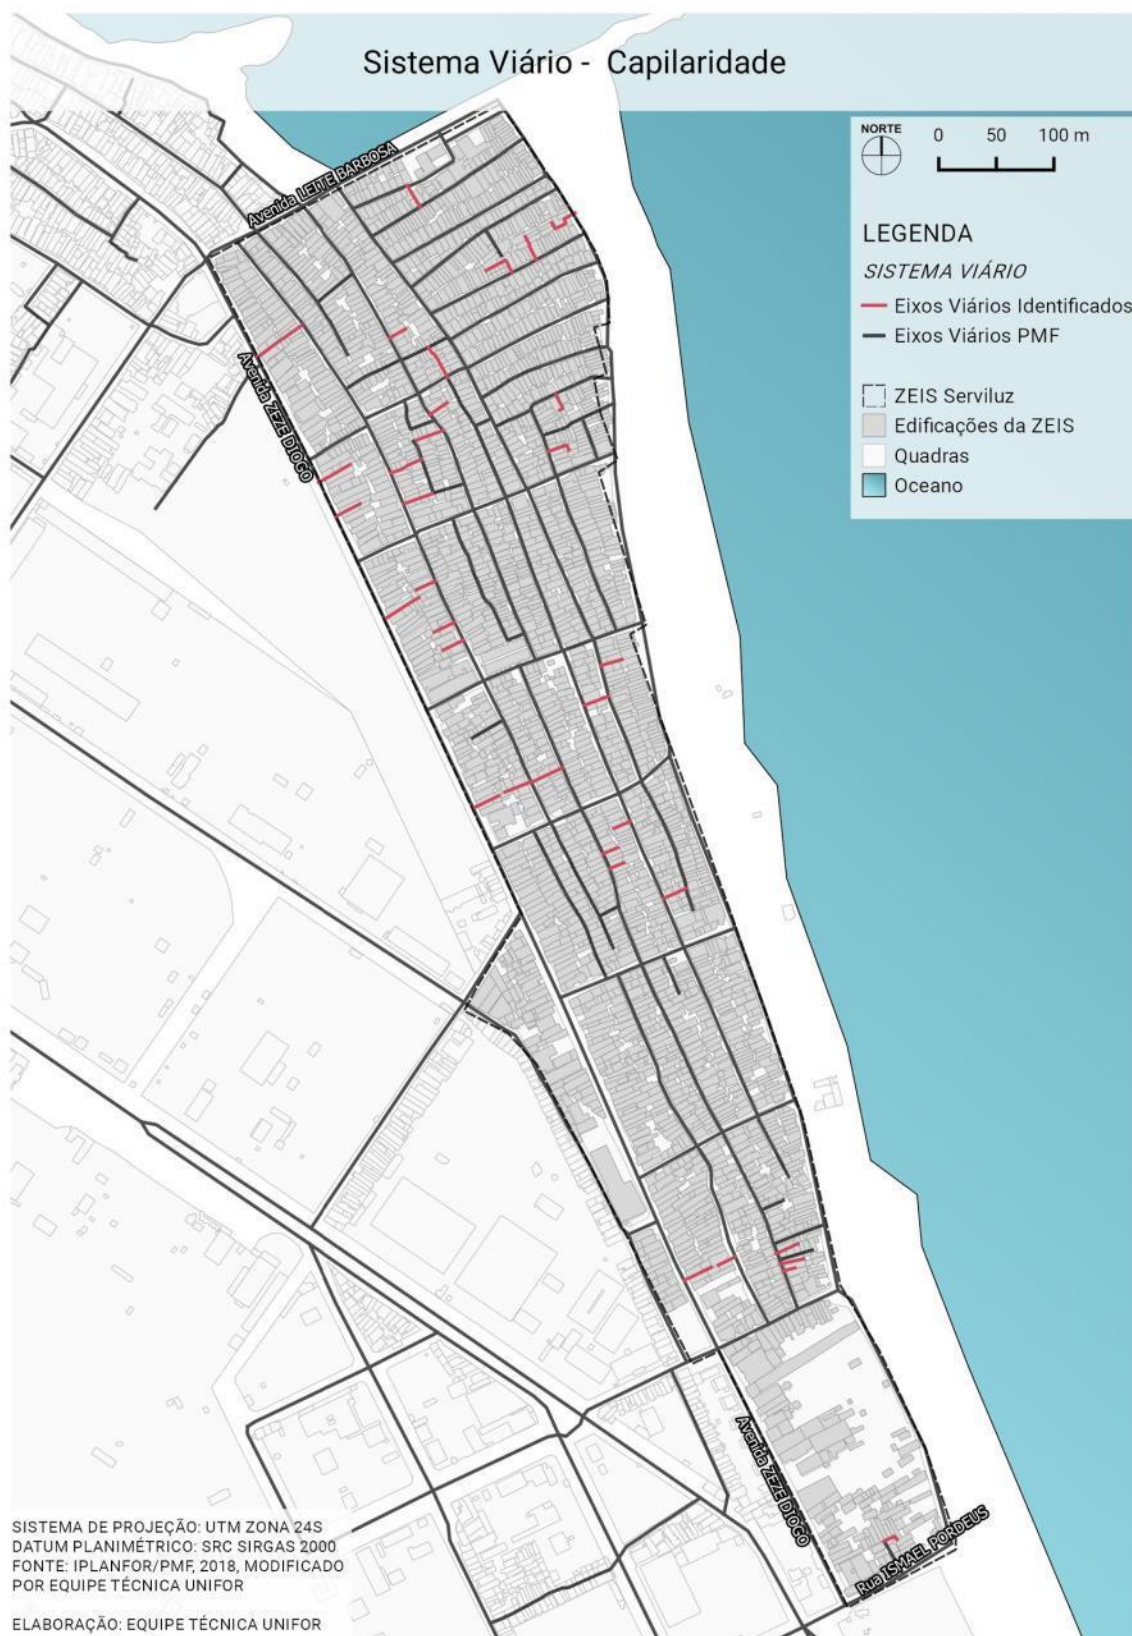 Sistema Viário - Capilaridade
NORTE
0 50 100 m
LEGENDA
SISTEMA VIÁRIO
Eixos Viários Identificados
Eixos Viários PMF
ZEIS Serviluz
Edificações da ZEIS
Quadras
Oceano
Avenida LEITE BARBOSA
Avenida ZEZE DIOGO
Avenida ZEZE DIOGO
Rua ISMAEL PORDEUS
SISTEMA DE PROJEÇÃO: UTM ZONA 24S
DATUM PLANIMÉTRICO: SRC SIRGAS 2000
FONTE: IPLANFOR/PMF, 2018, MODIFICADO
POR EQUIPE TÉCNICA UNIFOR
ELABORAÇÃO: EQUIPE TÉCNICA UNIFOR